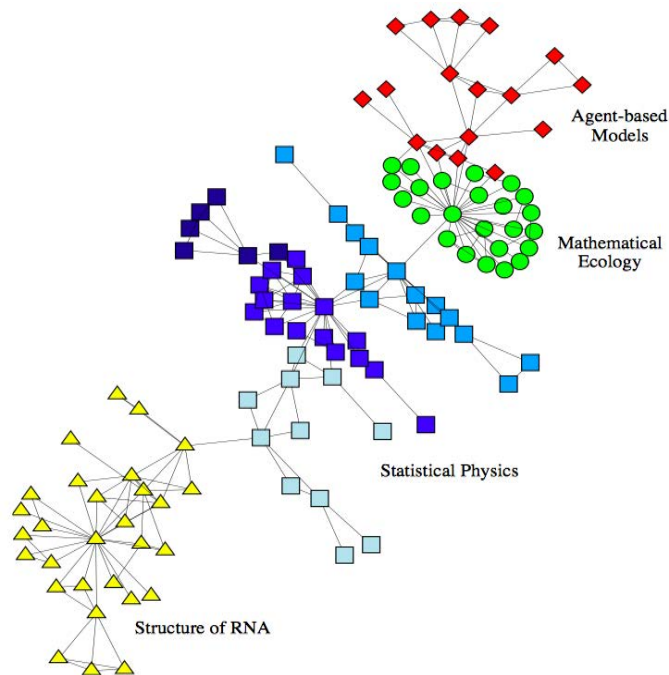 Agent-based
Models
Mathematical
Ecology
Statistical Physics
Structure of RNA